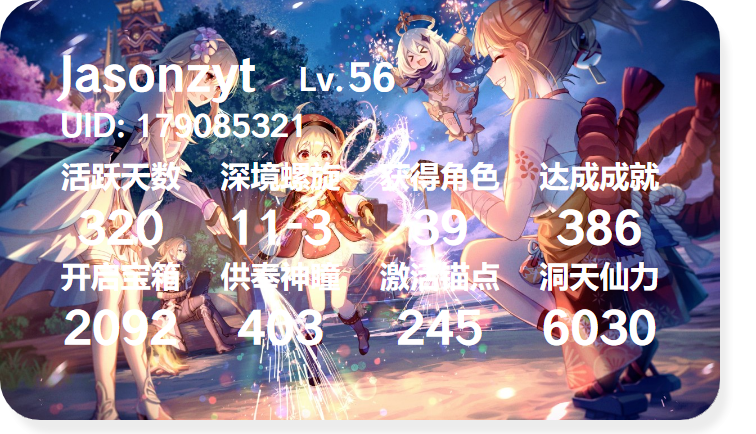 Jasonzyt Lv.56
UID: 179085321
活跃天数 深境螺旋 获得角色 达成成就
320 11-3 39 386
开启宝箱 供奉神瞳 激活锚点 洞天仙力
2092 403 245 6030